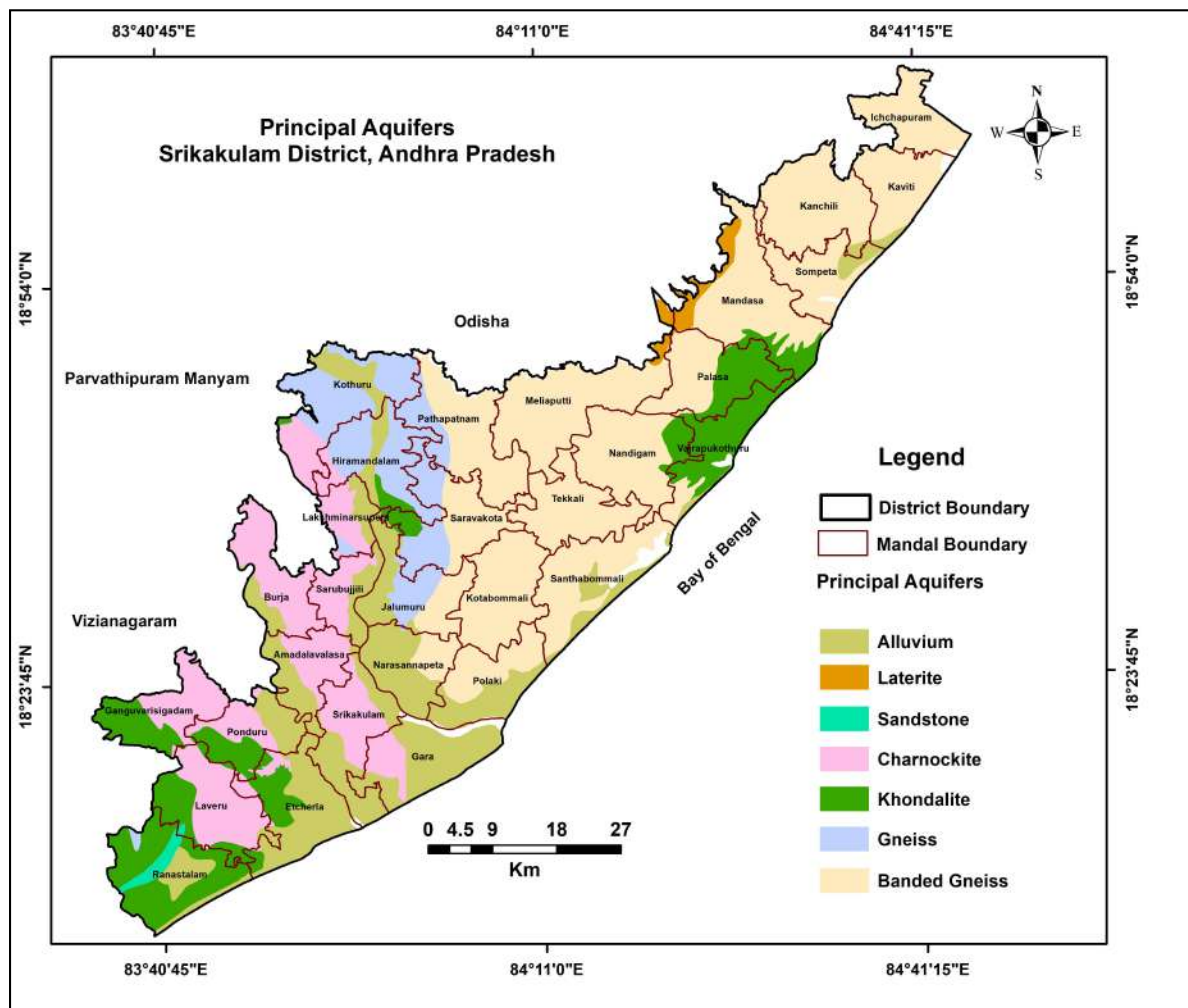 83°40'45"E
84°11'0"E
84°41'15"E
Principal Aquifers
Srikakulam District, Andhra Pradesh
N
W
E
S
18°54'0"N
18°54'0"N
18°23'45"N
18°23'45"N
Odisha
Parvathipuram Manyam
Vizianagaram
Bay of Bengal
Ichchapuram
Kaviti
Kanchili
Sompeta
Mandasa
Palasa
Vajrapukothuru
Kothuru
Pathapatnam
Meliaputti
Nandigam
Hiramandalam
Tekkali
Lakshminarsupeta
Saravakota
Santhabommali
Burja
Sarubujjili
Jalumuru
Kotabommali
Amadalavalasa
Narasannapeta
Polaki
Ganguvarisigadam
Ponduru
Srikakulam
Gara
Laveru
Etcherla
Ranastalam
Legend
District Boundary
Mandal Boundary
Principal Aquifers
Alluvium
Laterite
Sandstone
Charnockite
Khondalite
Gneiss
Banded Gneiss
0 4.5 9 18 27
Km
83°40'45"E
84°11'0"E
84°41'15"E